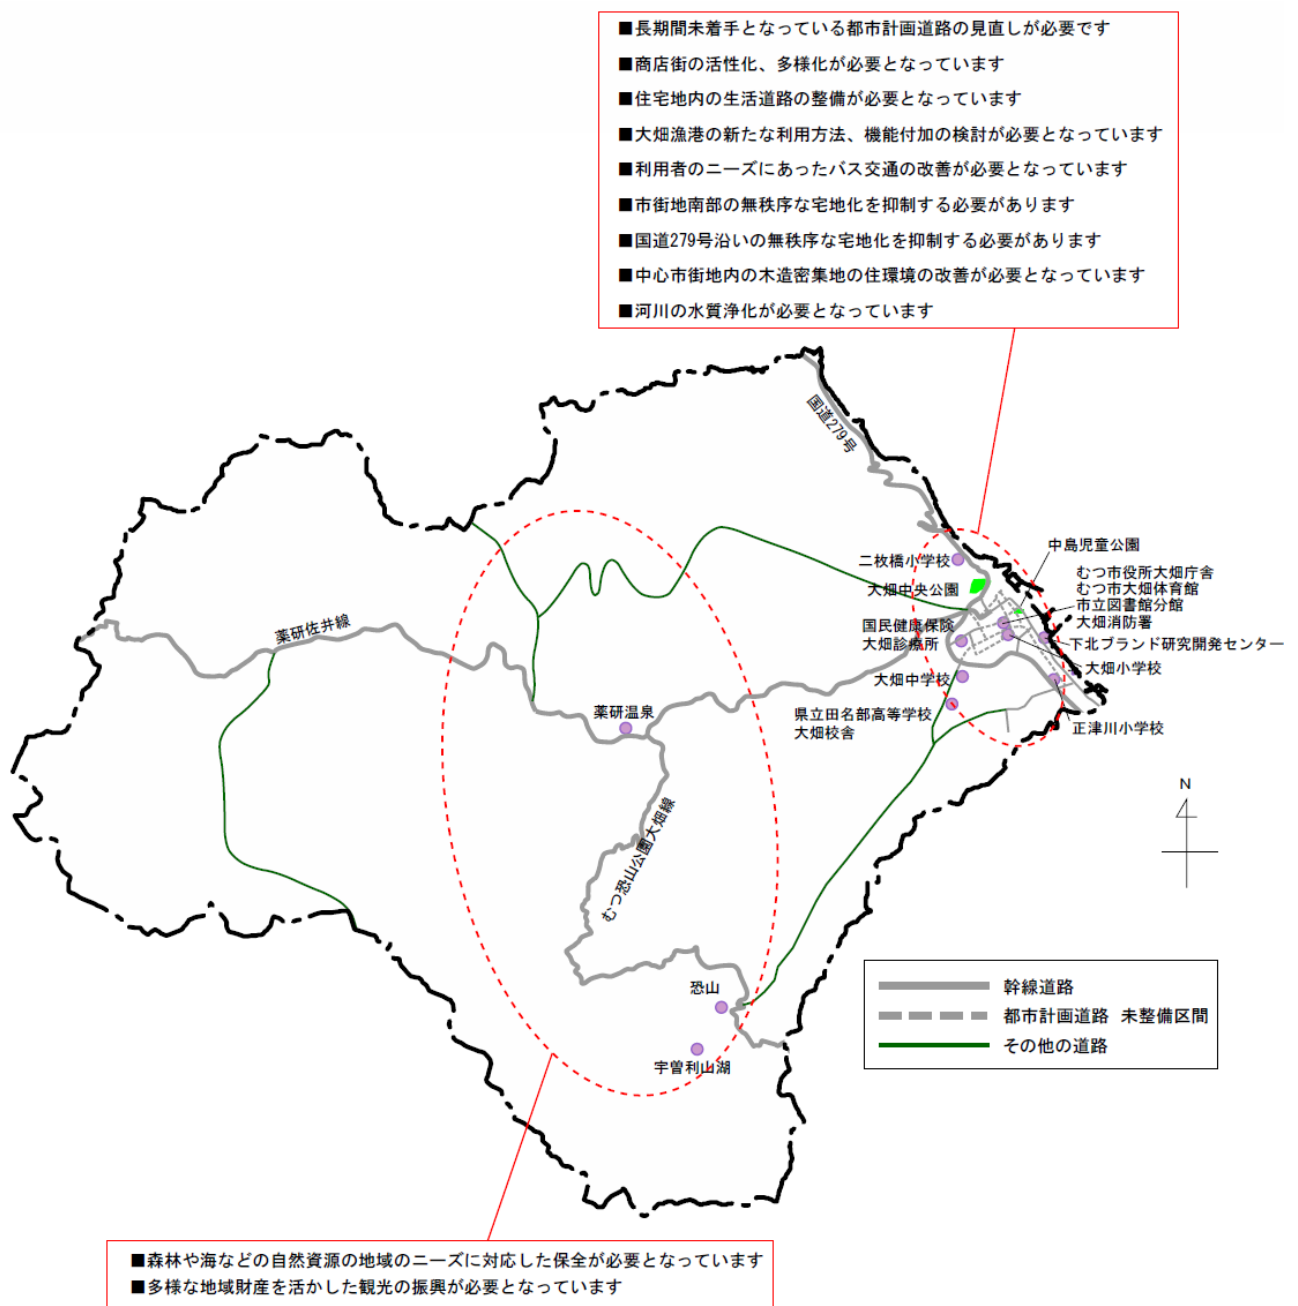 ■長期間未着手となっている都市計画道路の見直しが必要です
■商店街の活性化、多様化が必要となっています
■住宅地内の生活道路の整備が必要となっています
■大畑漁港の新たな利用方法、機能付加の検討が必要となっています
■利用者のニーズにあったバス交通の改善が必要となっています
■市街地南部の無秩序な宅地化を抑制する必要があります
■国道279号沿いの無秩序な宅地化を抑制する必要があります
■中心市街地内の木造密集地の住環境の改善が必要となっています
■河川の水質浄化が必要となっています
国道279号
中島児童公園
二枚橋小学校
むつ市役所大畑庁舎
むつ市大畑体育館
大畑中央公園
市立図書館分館
大畑消防署
国民健康保険
大畑診療所
下北ブランド研究開発センター
大畑小学校
薬研佐井線
大畑中学校
薬研温泉
県立田名部高等学校
大畑校舎
正津川小学校
N
むつ恐山公園大畑線
恐山
宇曽利山湖
幹線道路
都市計画道路 未整備区間
その他の道路
■森林や海などの自然資源の地域のニーズに対応した保全が必要となっています
■多様な地域財産を活かした観光の振興が必要となっています